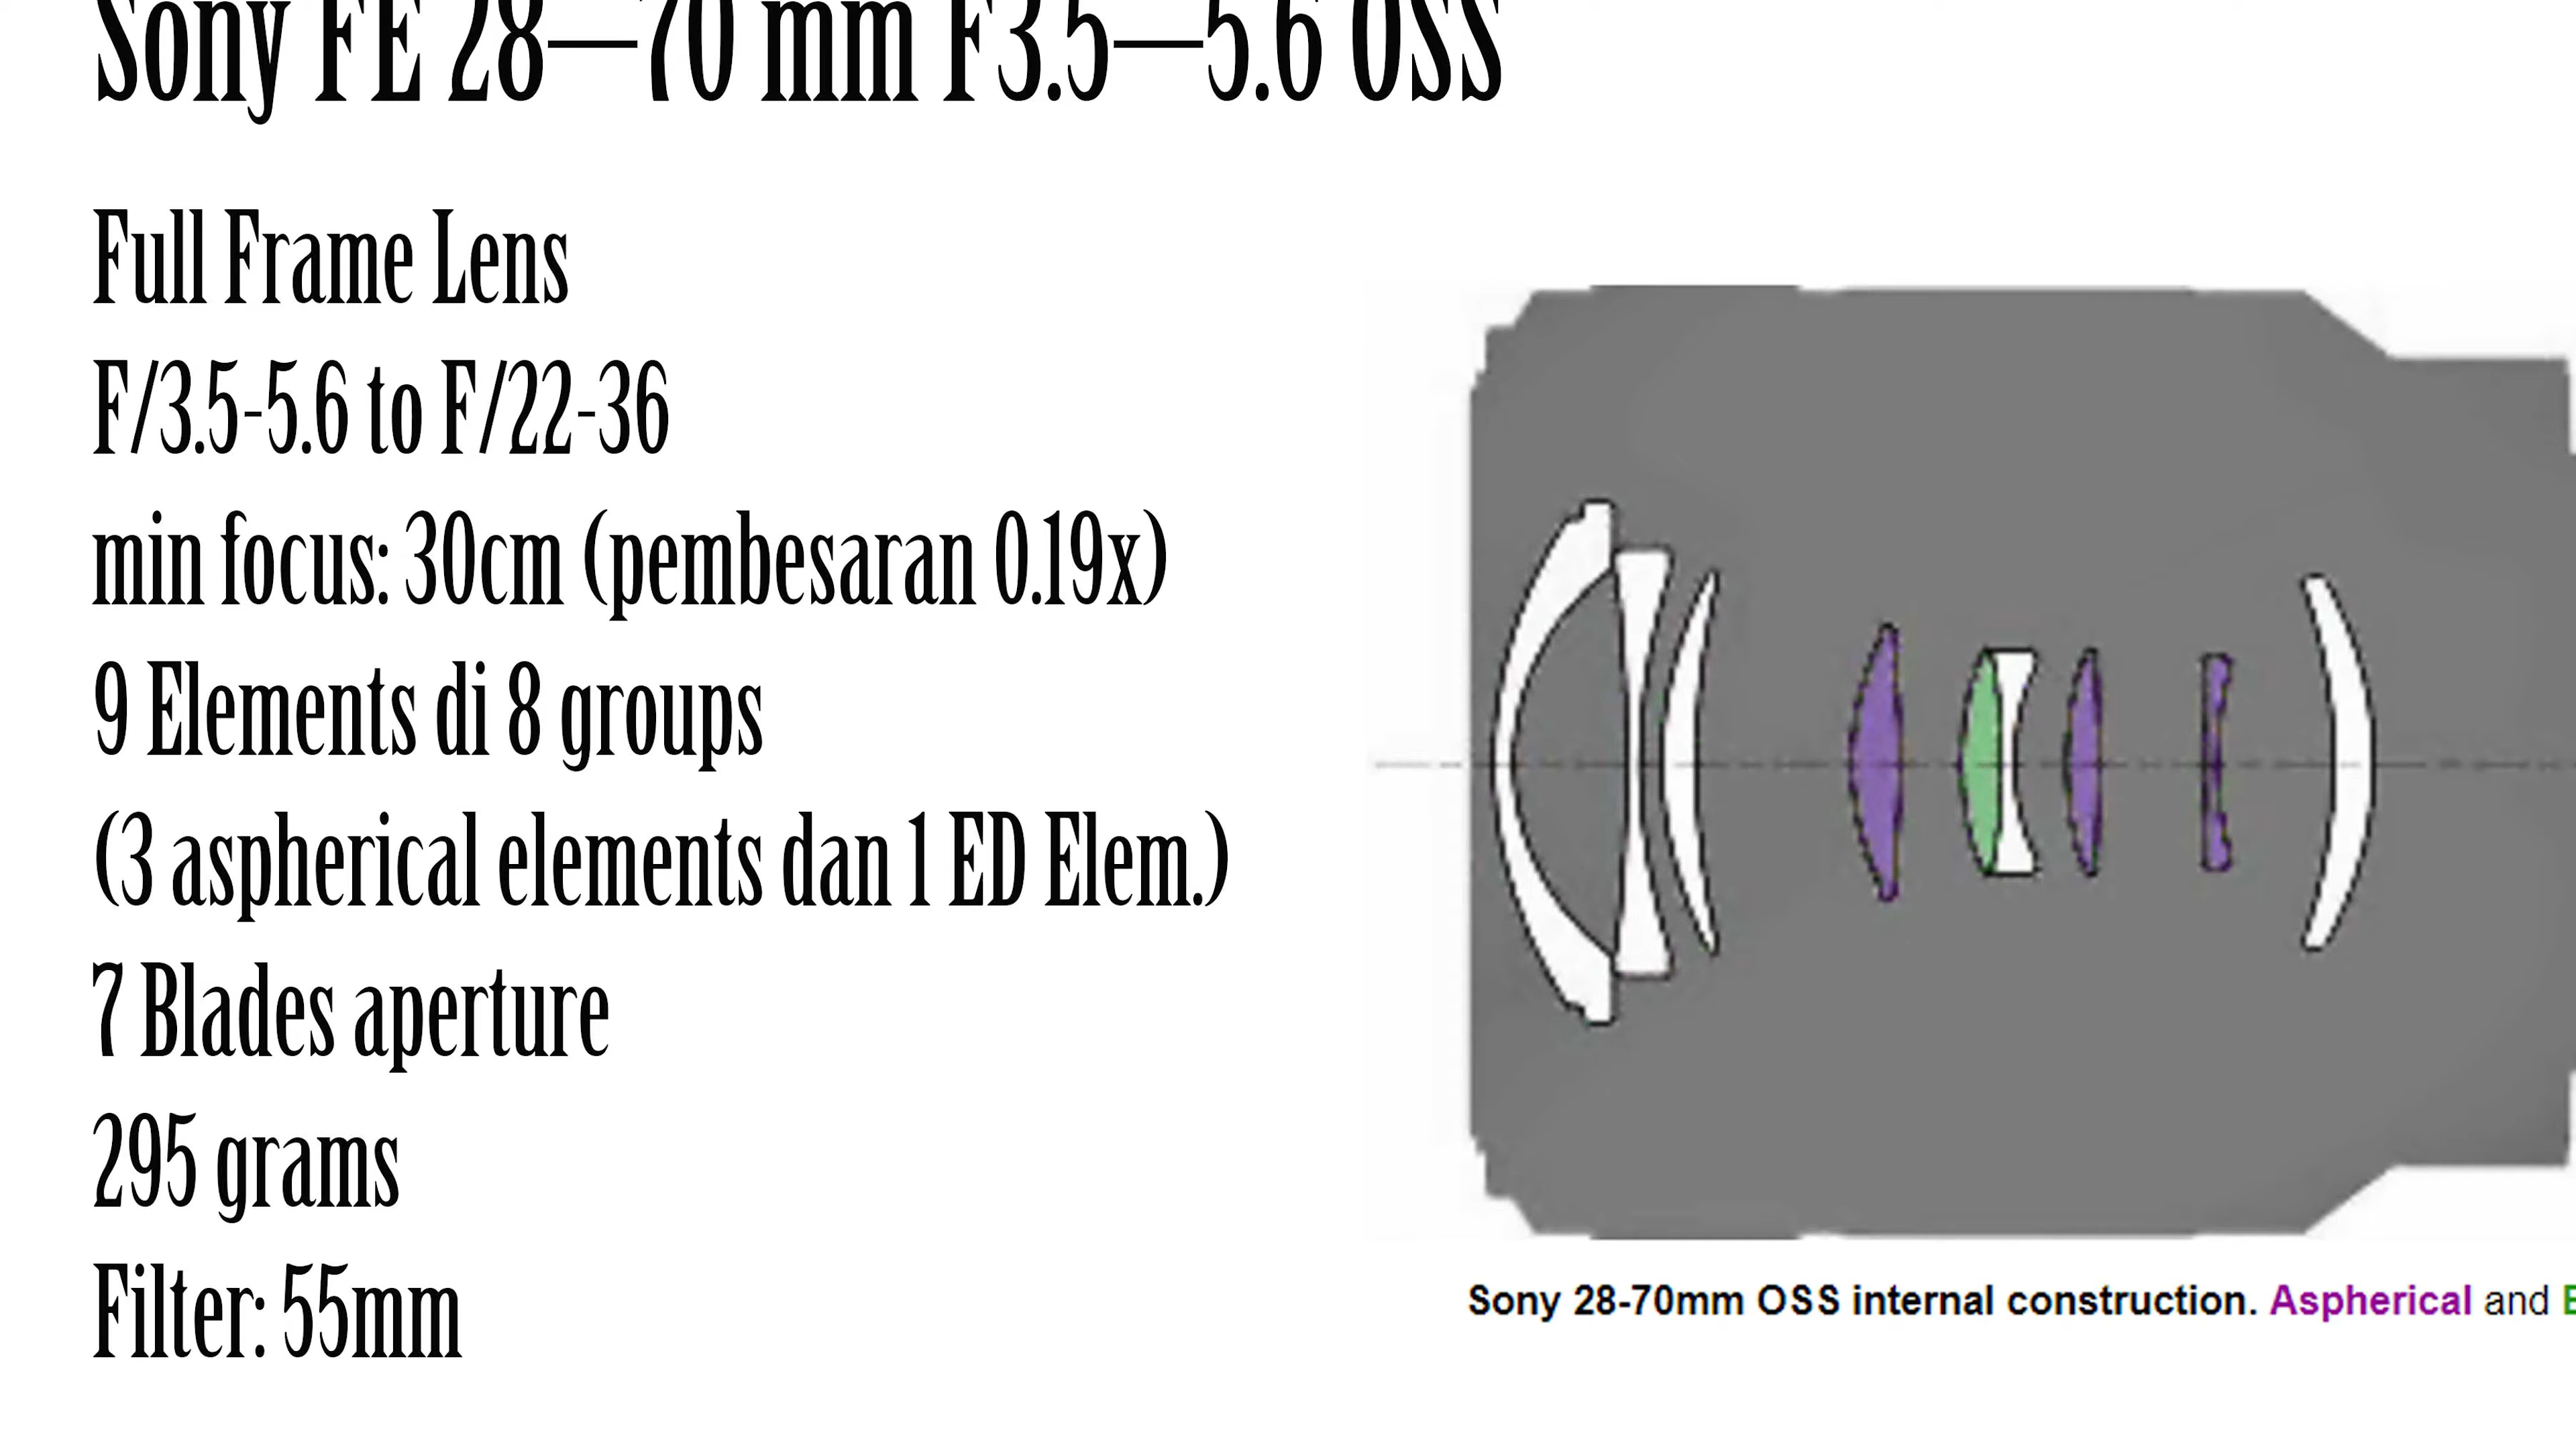 Sony FE 28—70 mm F3.5—5.6 OSS
Full Frame Lens
F/3.5-5.6 to F/22-36
min focus: 30cm (pembesaran 0.19x)
9 Elements di 8 groups
(3 aspherical elements dan 1 ED Elem.)
7 Blades aperture
295 grams
Filter: 55mm
Sony 28-70mm OSS internal construction. Aspherical and